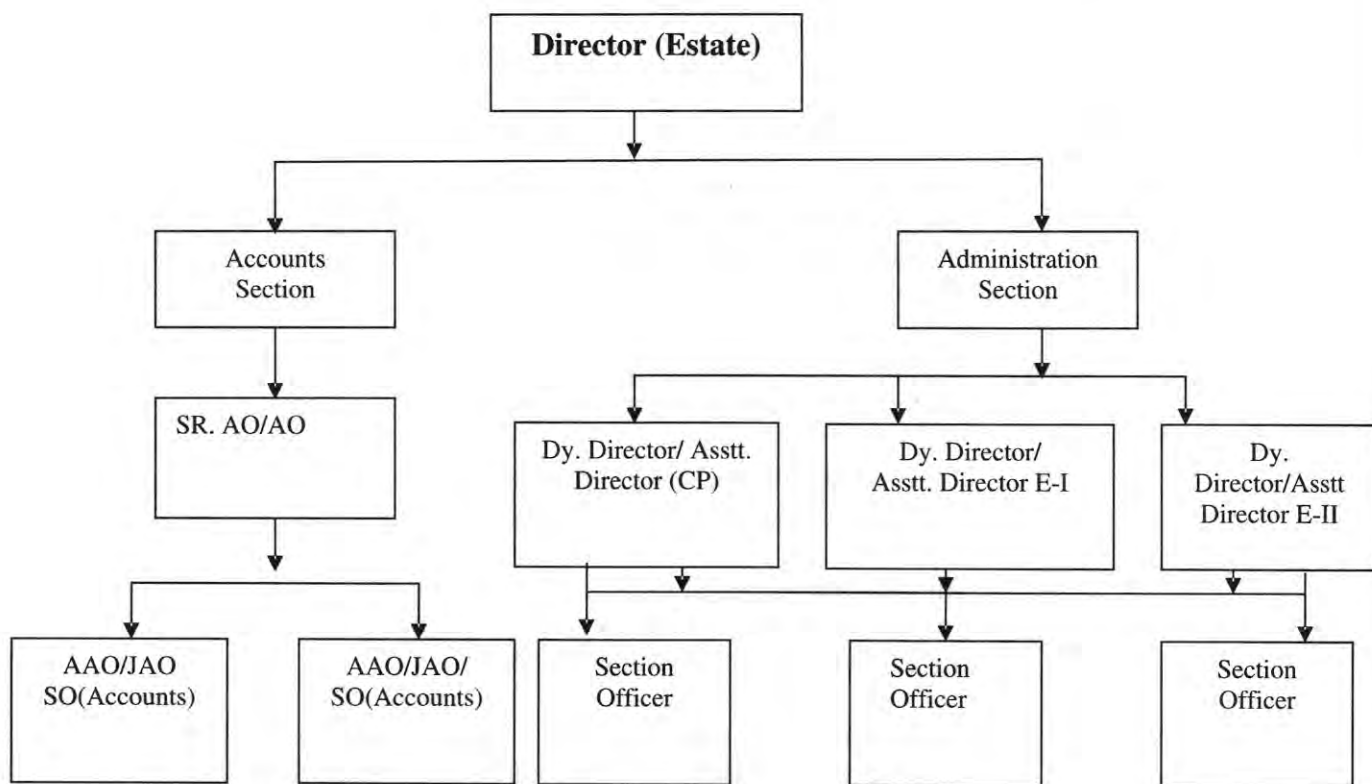 Director (Estate)
Accounts
Section
Administration
Section
SR. AO/AO
Dy. Director/ Asstt.
Director (CP)
Dy. Director/
Asstt. Director E-I
Dy.
Director/Asstt
Director E-II
AAO/JAO
SO(Accounts)
AAO/JAO/
SO(Accounts)
Section
Officer
Section
Officer
Section
Officer